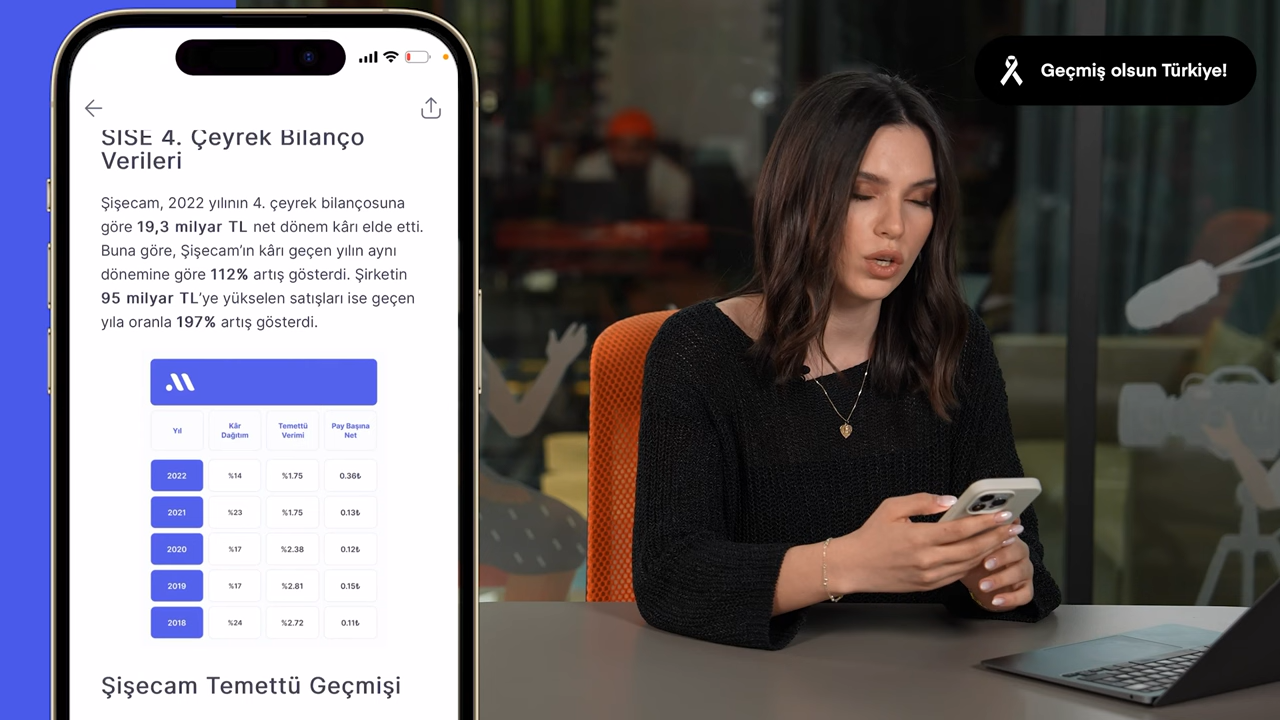 SISE 4. Çeyrek Bilanço
Verileri
Şişecam, 2022 yılının 4. çeyrek bilançosuna
göre 19,3 milyar TL net dönem kârı elde etti.
Buna göre, Şişecam'ın kârı geçen yılın aynı
dönemine göre 112% artış gösterdi. Şirketin
95 milyar TL'ye yükselen satışları ise geçen
yıla oranla 197% artış gösterdi.
Yıl
Kâr
Dağıtım
Temettü
Verimi
Pay Başına
Net
2022 %14 %1.75 0.36₺
2021 %23 %1.75 0.13₺
2020 %17 %2.38 0.12₺
2019 %17 %2.81 0.15₺
2018 %24 %2.72 0.11₺
Şişecam Temettü Geçmişi
Geçmiş olsun Türkiye!